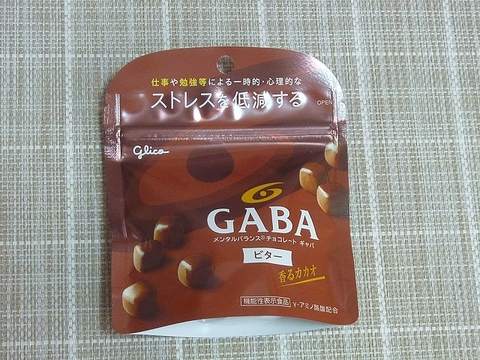 仕事や勉強等による一時的・心理的な
ストレスを低減する
OPEN
glico
GABA
メンタルバランス®チョコレート ギャバ
ビター
香るカカオ
機能性表示食品 γ-アミノ酪酸配合